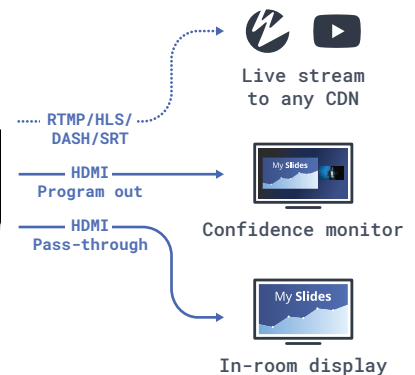 Live stream
to any CDN
RTMP/HLS/
DASH/SRT
HDMI
Program out
My Slides
Confidence monitor
HDMI
Pass-through
My Slides
In-room display